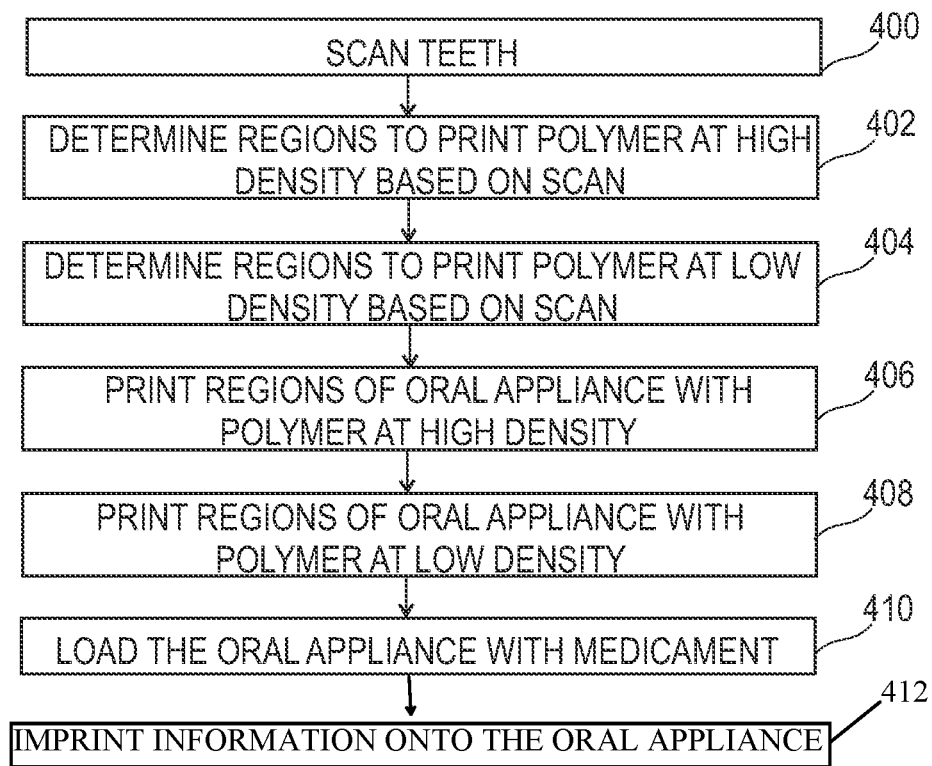 SCAN TEETH
400
DETERMINE REGIONS TO PRINT POLYMER AT HIGH
DENSITY BASED ON SCAN
402
DETERMINE REGIONS TO PRINT POLYMER AT LOW
DENSITY BASED ON SCAN
404
PRINT REGIONS OF ORAL APPLIANCE WITH
POLYMER AT HIGH DENSITY
406
PRINT REGIONS OF ORAL APPLIANCE WITH
POLYMER AT LOW DENSITY
408
LOAD THE ORAL APPLIANCE WITH MEDICAMENT
410
IMPRINT INFORMATION ONTO THE ORAL APPLIANCE
412